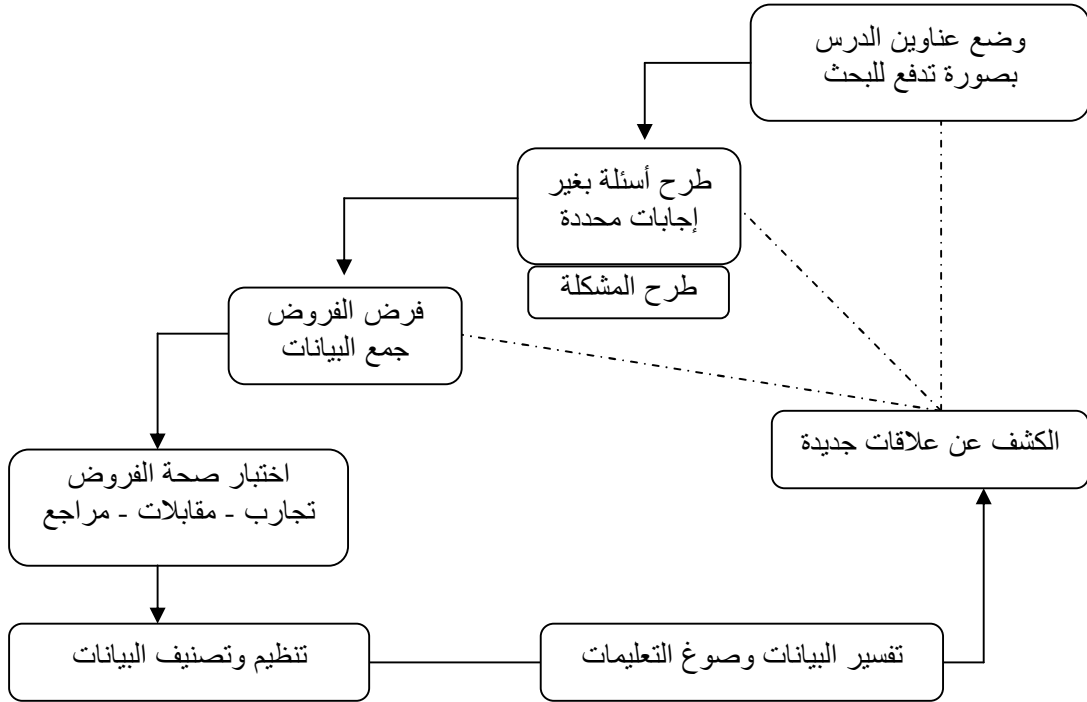 وضع عناوين الدرس
بصورة تدفع للبحث
طرح أسئلة بغير
إجابات محددة
طرح المشكلة
فرض الفروض
جمع البيانات
اختبار صحة الفروض
تجارب - مقابلات - مراجع
تنظيم وتصنيف البيانات
تفسير البيانات وصوغ التعليمات
الكشف عن علاقات جديدة